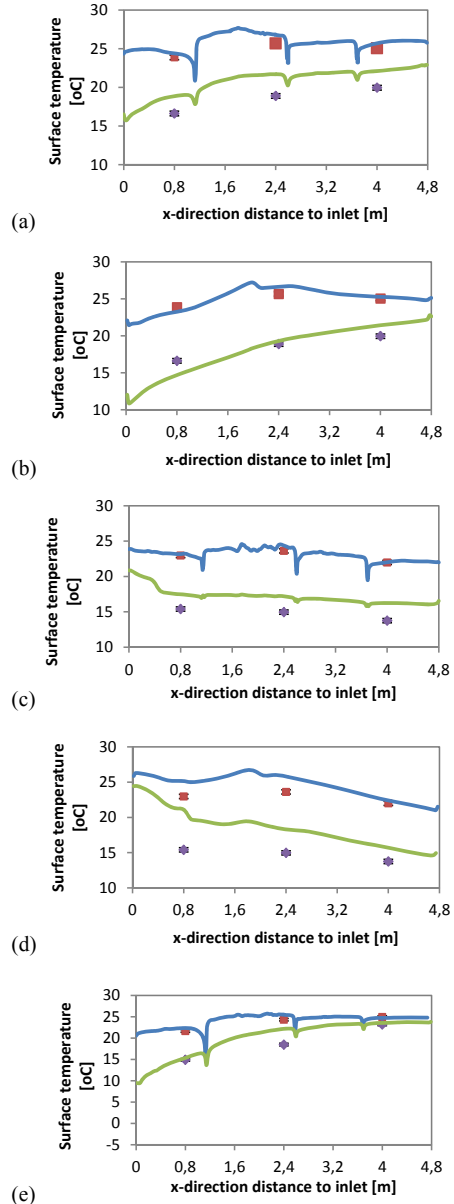 Surface temperature
[oC]
30
25
20
15
10
0 0,8 1,6 2,4 3,2 4 4,8
x-direction distance to inlet [m]
(a)
Surface temperature
[oC]
30
25
20
15
10
0 0,8 1,6 2,4 3,2 4 4,8
x-direction distance to inlet [m]
(b)
Surface temperature
[oC]
30
25
20
15
10
0 0,8 1,6 2,4 3,2 4 4,8
x-direction distance to inlet [m]
(c)
Surface temperature
[oC]
30
25
20
15
10
0 0,8 1,6 2,4 3,2 4 4,8
x-direction distance to inlet [m]
(d)
Surface temperature
[oC]
30
25
20
15
10
5
0
-5
0 0,8 1,6 2,4 3,2 4 4,8
x-direction distance to inlet [m]
(e)